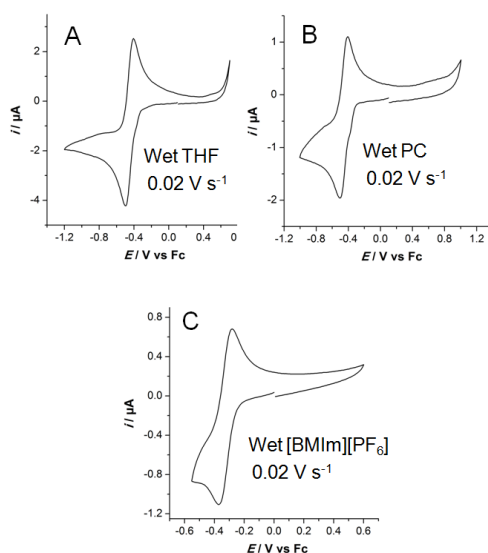 A
2
0
-2
-4
i / μA
Wet THF
0.02 V s⁻¹
-1.2 -0.8 -0.4 0.0 0.4 0
E / V vs Fc
B
1
0
-1
-2
i / μA
Wet PC
0.02 V s⁻¹
-1.2 -0.8 -0.4 0.0 0.4 0.8 1.2
E / V vs Fc
C
0.8
0.4
0.0
-0.4
-0.8
-1.2
i / μA
Wet [BMIm][PF₆]
0.02 V s⁻¹
-0.6 -0.4 -0.2 0.0 0.2 0.4 0.6
E / V vs Fc